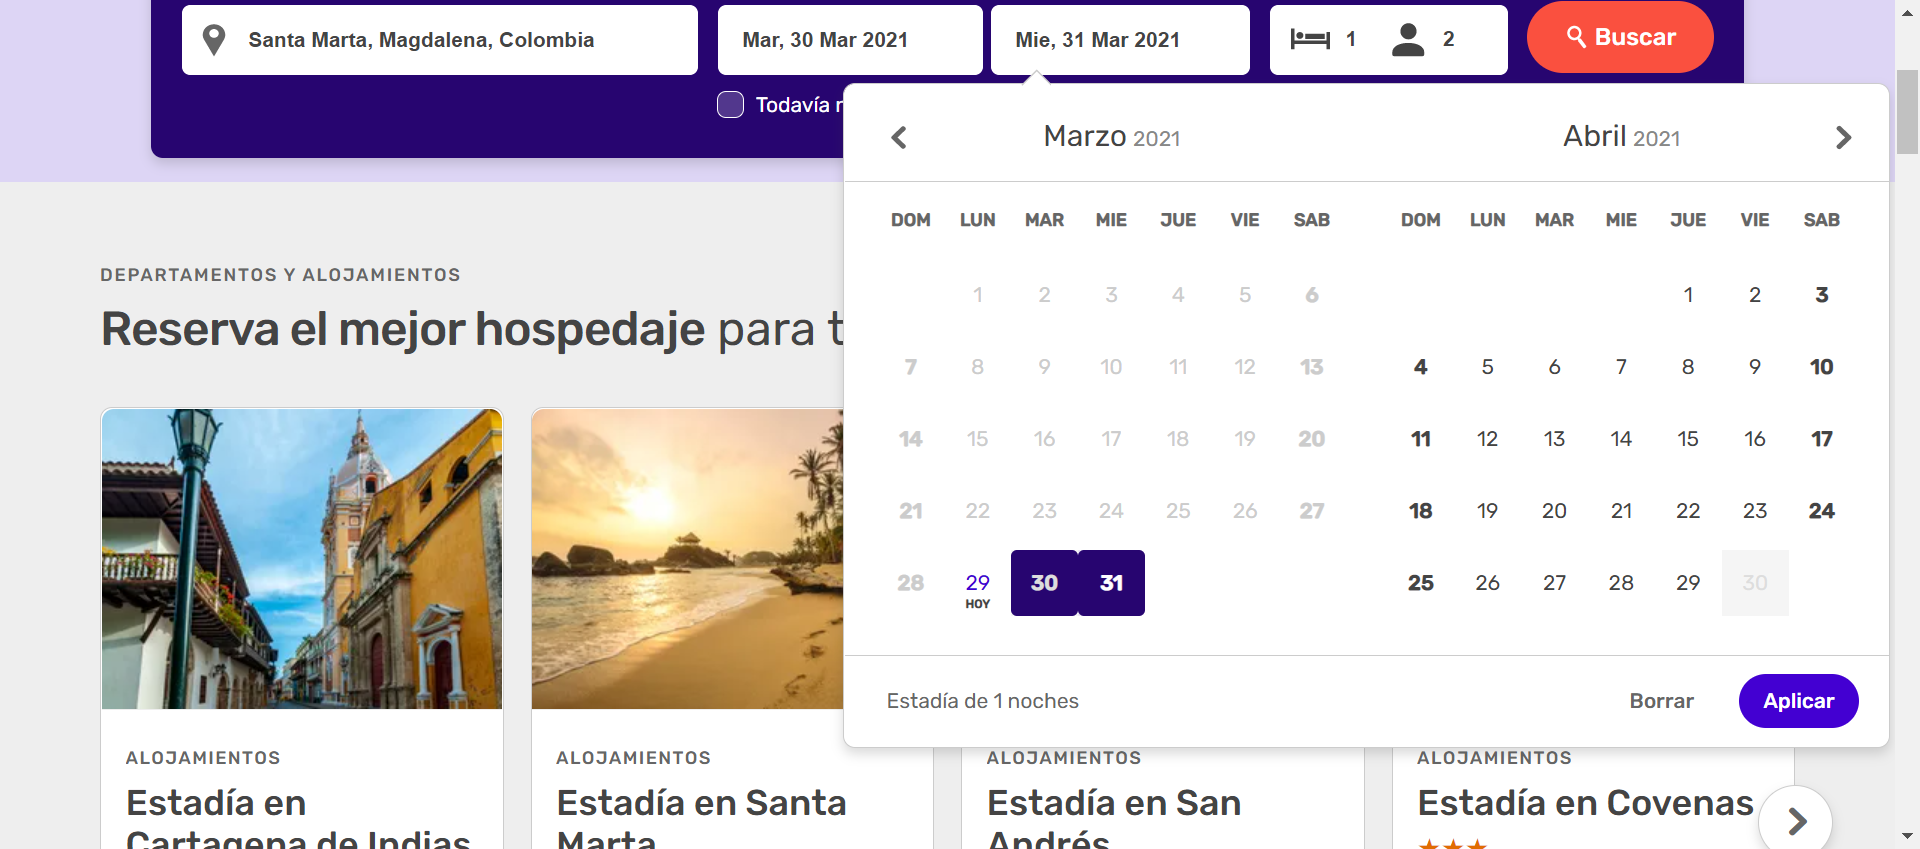 Santa Marta, Magdalena, Colombia
Mar, 30 Mar 2021
Mie, 31 Mar 2021
1
2
Buscar
Todavía
Marzo 2021
Abril 2021
DOM LUN MAR MIE JUE VIE SAB
1 2 3 4 5 6
7 8 9 10 11 12 13
14 15 16 17 18 19 20
21 22 23 24 25 26 27
28 29 30 31
HOY
DOM LUN MAR MIE JUE VIE SAB
1 2 3
4 5 6 7 8 9 10
11 12 13 14 15 16 17
18 19 20 21 22 23 24
25 26 27 28 29 30
Estadía de 1 noches
Borrar
Aplicar
DEPARTAMENTOS Y ALOJAMIENTOS
Reserva el mejor hospedaje para t
ALOJAMIENTOS
Estadía en
Cartagena de Indias
ALOJAMIENTOS
Estadía en Santa
Marta
ALOJAMIENTOS
Estadía en San
Andrés
ALOJAMIENTOS
Estadía en Covenas